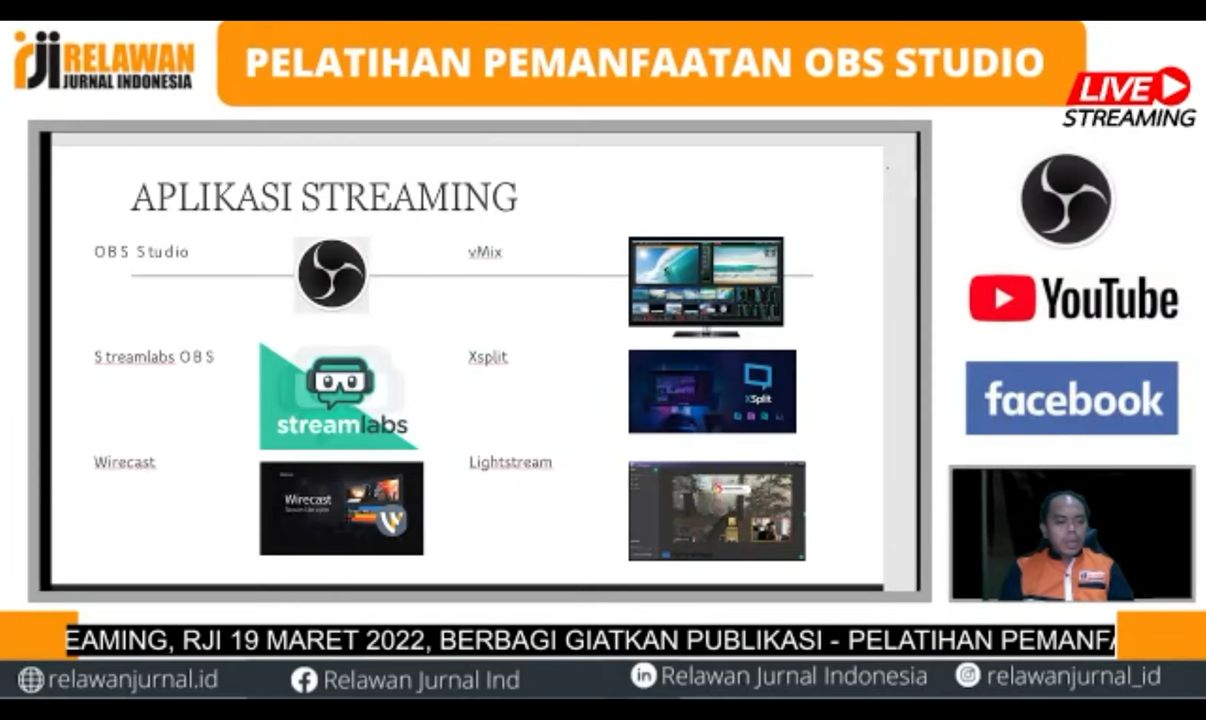 RELAWAN
JURNAL INDONESIA
PELATIHAN PEMANFAATAN OBS STUDIO
LIVE
STREAMING
APLIKASI STREAMING
OBS Studio
vMix
Streamlabs OBS
streamlabs
Xsplit
XSplit
Wirecast
Wirecast
Lightstream
YouTube
facebook
EAMING, RJI 19 MARET 2022, BERBAGI GIATKAN PUBLIKASI - PELATIHAN PEMANFA
relawanjurnal.id
Relawan Jurnal Ind
Relawan Jurnal Indonesia
relawanjurnal_id